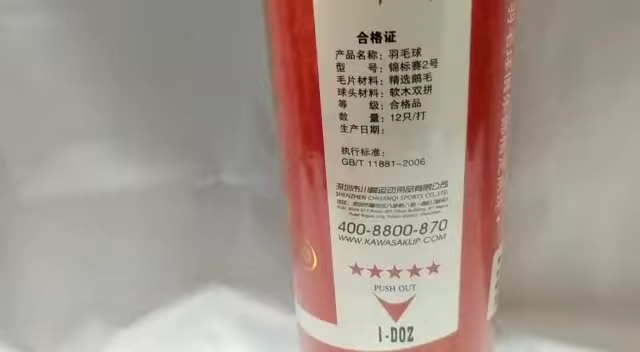 合格证
产品名称：羽毛球
型 号：锦标赛2号
毛片材料：精选鹅毛
球头材料：软木双拼
等 级：合格品
数 量：12只/打
生产日期：
执行标准：
GB/T 11881~2006
深圳市川崎运动用品有限公司
SHENZHEN CHUANQI SPORTS CO.,LTD.
400-8800-870
WWW.KAWASAKIJP.COM
PUSH OUT
1-DOZ